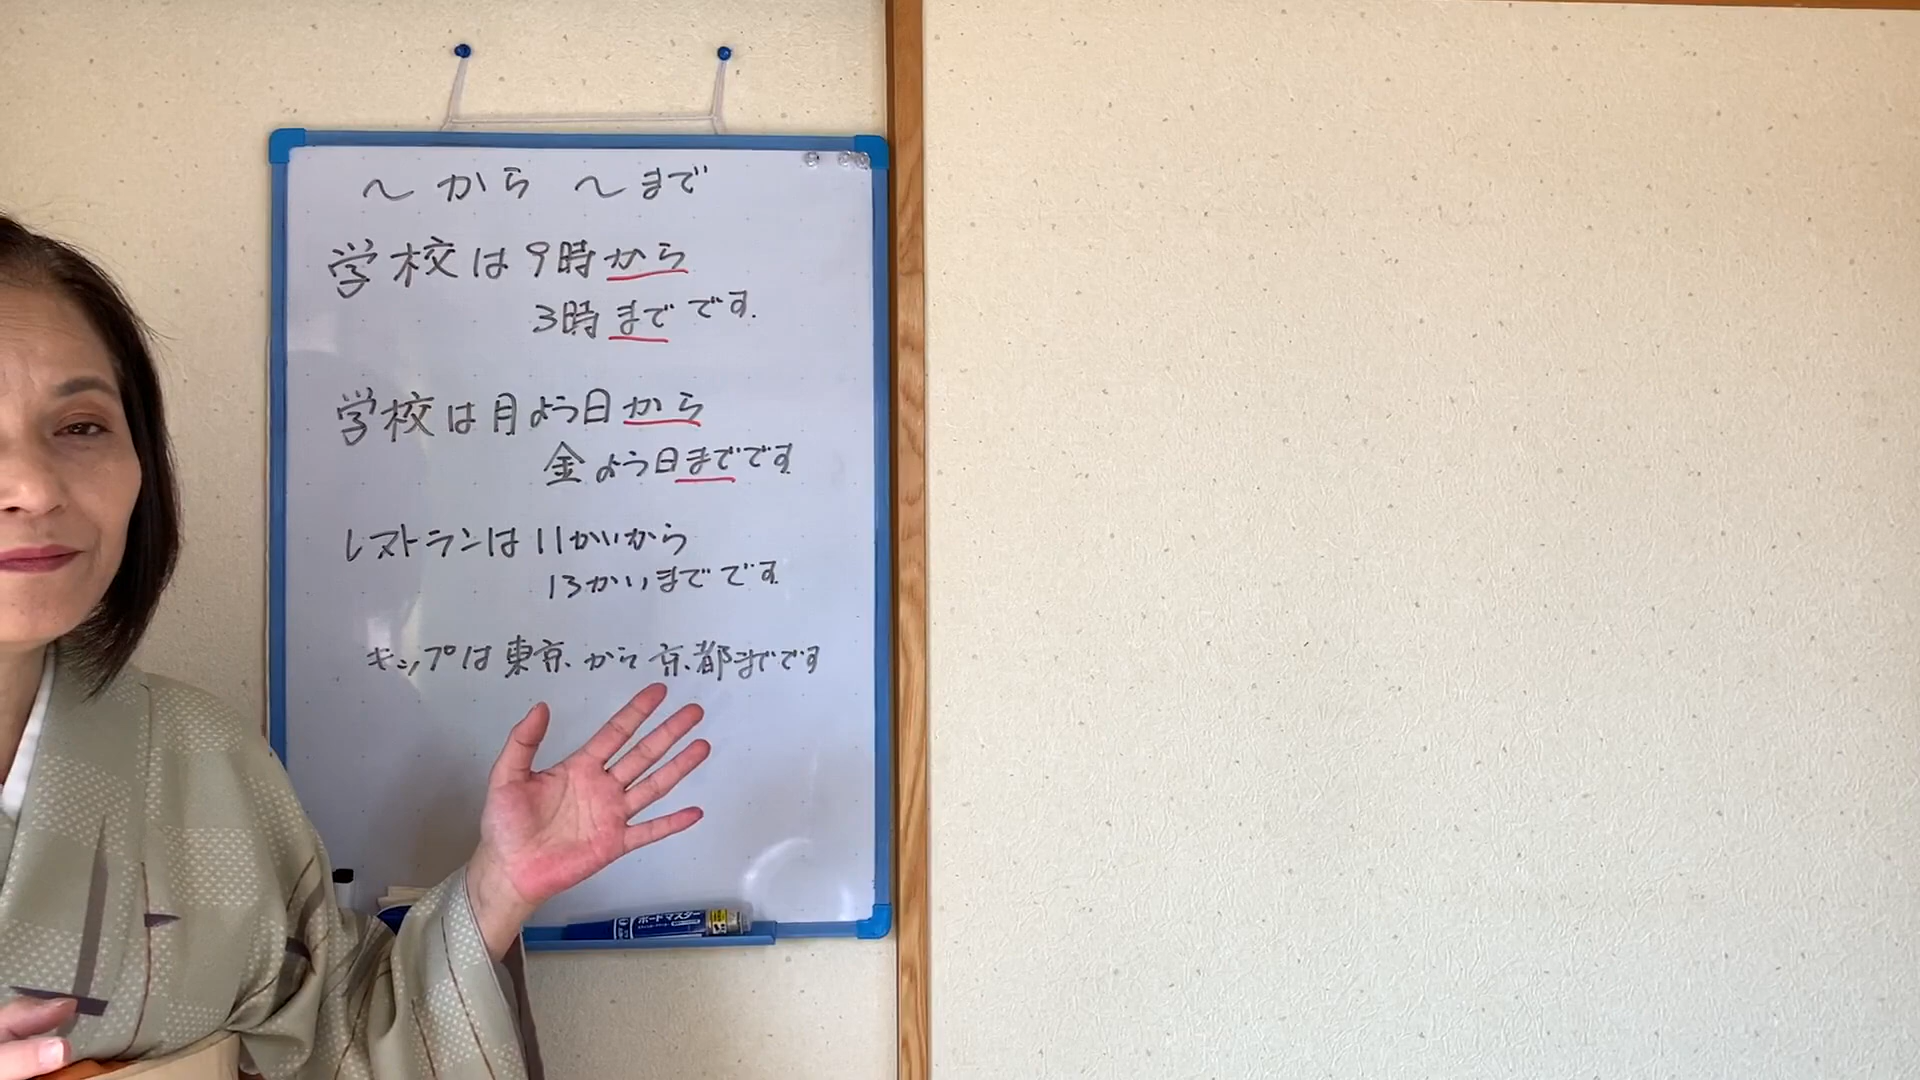 ～から ～まで
学校は9時から
3時までです.
学校は月よう日から
金よう日までです
レストランは11かいから
13かいまでです
キップは東京から京都までです
ボードマスター